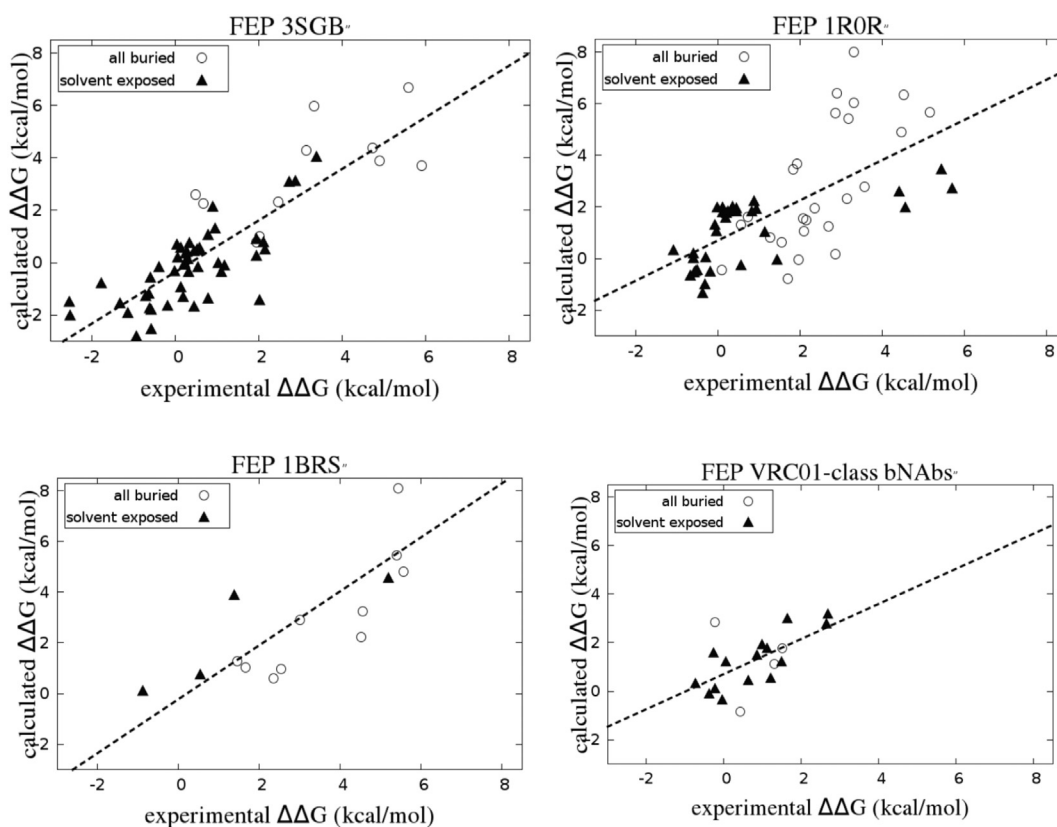 FEP 3SGB"
all buried
solvent exposed
8
6
4
2
0
-2
calculated ΔΔG (kcal/mol)
-2 0 2 4 6 8
experimental ΔΔG (kcal/mol)
FEP 1R0R"
all buried
solvent exposed
8
6
4
2
0
-2
calculated ΔΔG (kcal/mol)
-2 0 2 4 6 8
experimental ΔΔG (kcal/mol)
FEP 1BRS"
all buried
solvent exposed
8
6
4
2
0
-2
calculated ΔΔG (kcal/mol)
-2 0 2 4 6 8
experimental ΔΔG (kcal/mol)
FEP VRC01-class bNAbs"
all buried
solvent exposed
8
6
4
2
0
-2
calculated ΔΔG (kcal/mol)
-2 0 2 4 6 8
experimental ΔΔG (kcal/mol)